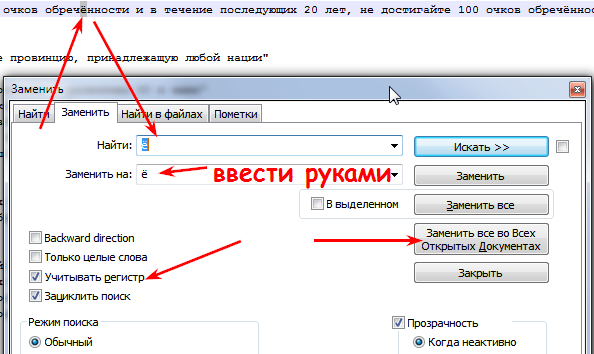 очков обречённости и в течение последующих 20 лет, не достигайте 100 очков обречённос
е провинцию, принадлежащую любой нации"
Заменить
Найти Заменить Найти в файлах Пометки
Найти: ё Искать >>
Заменить на: ё ввести руками Заменить
В выделенном Заменить все
Backward direction
Заменить все во Всех
Открытых Документах
Только целые слова
Учитывать регистр
Зациклить поиск
Закрыть
Режим поиска
Обычный
Прозрачность
Когда неактивно